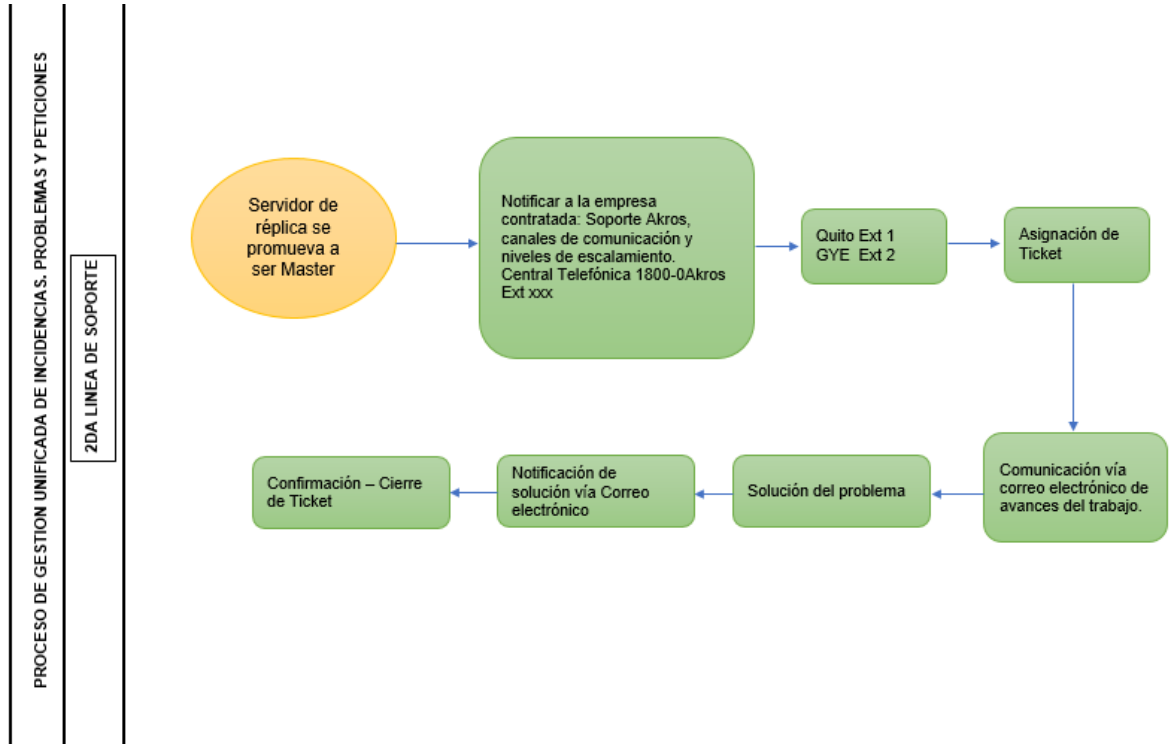 PROCESO DE GESTION UNIFICADA DE INCIDENCIAS, PROBLEMAS Y PETICIONES
2DA LINEA DE SOPORTE
Servidor de
réplica se
promueva a
ser Master
Notificar a la empresa
contratada: Soporte Akros,
canales de comunicación y
niveles de escalamiento.
Central Telefónica 1800-0Akros
Ext xxx
Quito Ext 1
GYE Ext 2
Asignación de
Ticket
Comunicación vía
correo electrónico de
avances del trabajo.
Solución del problema
Notificación de
solución vía Correo
electrónico
Confirmación – Cierre
de Ticket